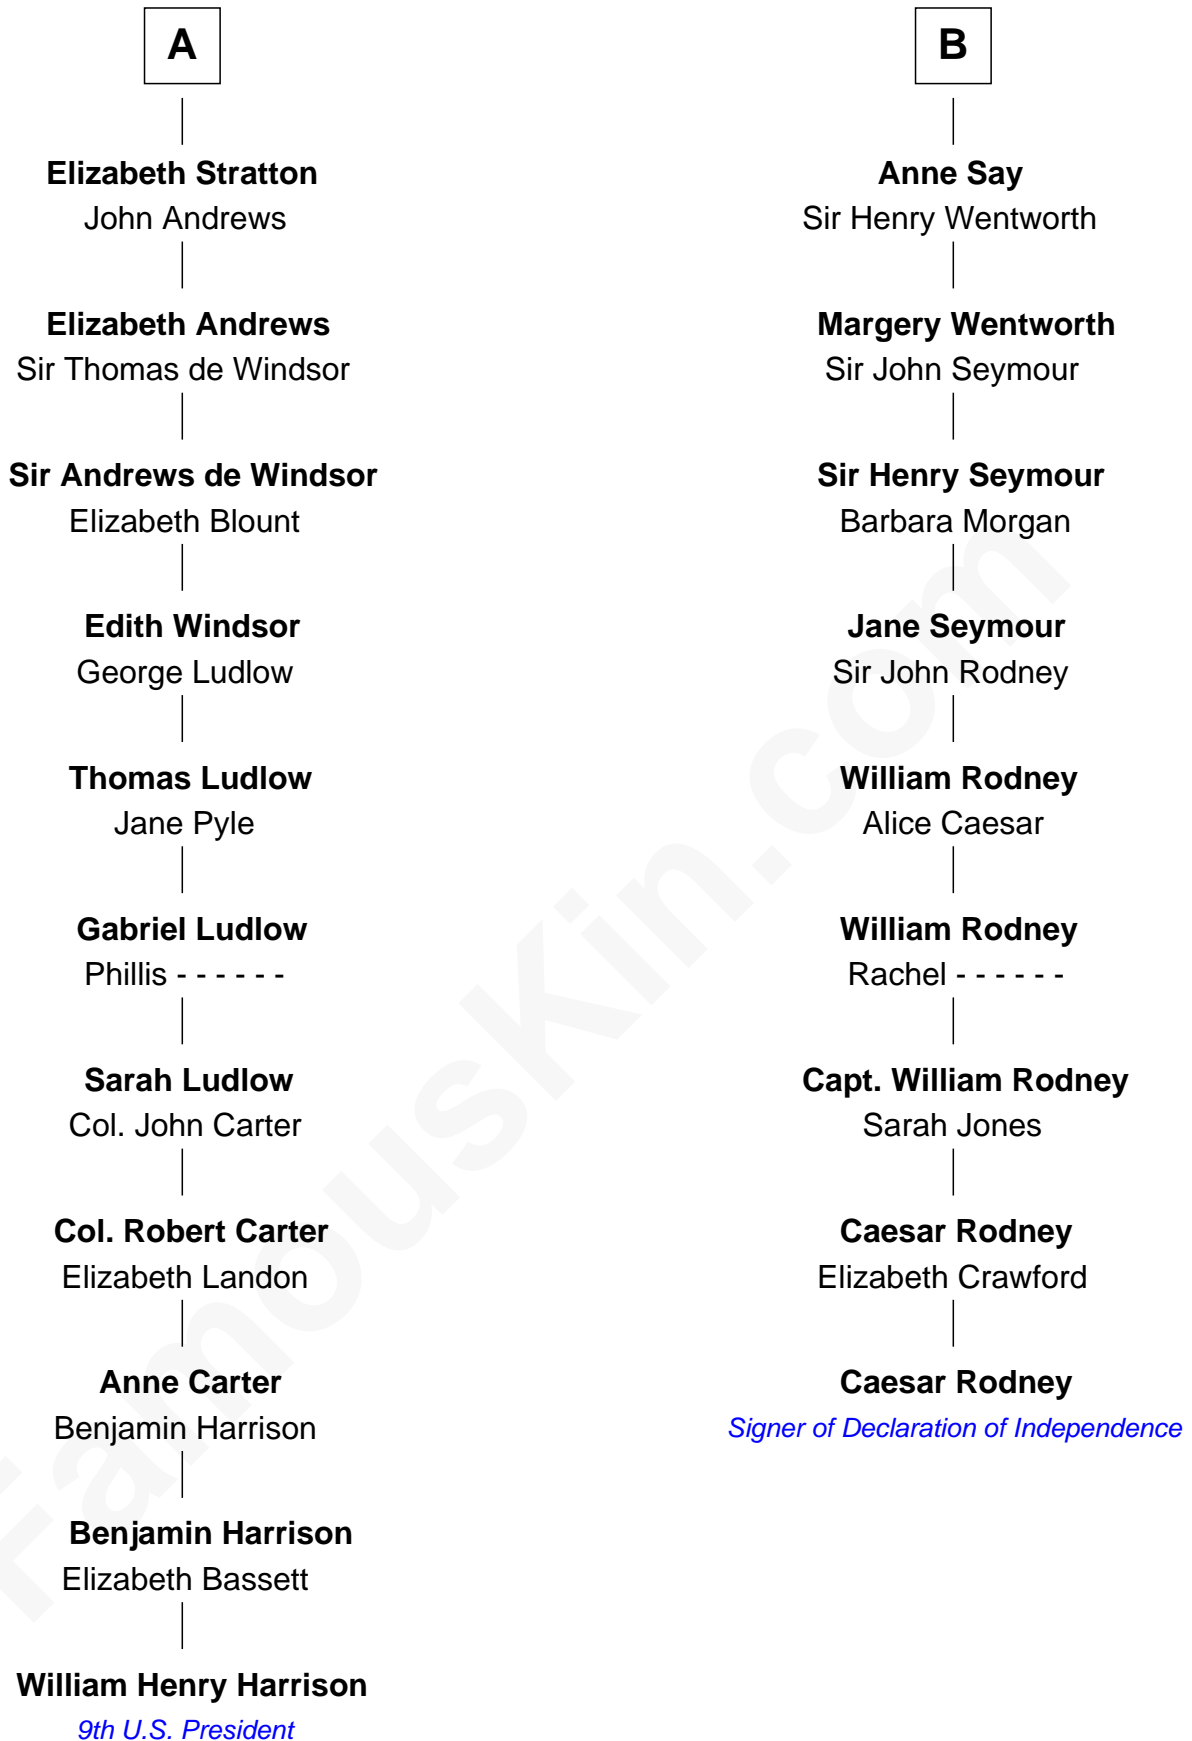 A
Elizabeth Stratton
John Andrews
Elizabeth Andrews
Sir Thomas de Windsor
Sir Andrews de Windsor
Elizabeth Blount
Edith Windsor
George Ludlow
Thomas Ludlow
Jane Pyle
Gabriel Ludlow
Phillis - - - - - -
Sarah Ludlow
Col. John Carter
Col. Robert Carter
Elizabeth Landon
Anne Carter
Benjamin Harrison
Benjamin Harrison
Elizabeth Bassett
William Henry Harrison
9th U.S. President
B
Anne Say
Sir Henry Wentworth
Margery Wentworth
Sir John Seymour
Sir Henry Seymour
Barbara Morgan
Jane Seymour
Sir John Rodney
William Rodney
Alice Caesar
William Rodney
Rachel - - - - - -
Capt. William Rodney
Sarah Jones
Caesar Rodney
Elizabeth Crawford
Caesar Rodney
Signer of Declaration of Independence
FamousKin.com